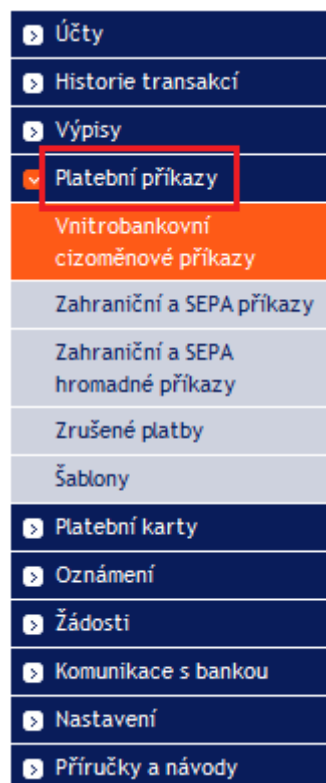 Účty
Historie transakcí
Výpisy
Platební příkazy
Vnitrobankovní
cizoměnové příkazy
Zahraniční a SEPA příkazy
Zahraniční a SEPA
hromadné příkazy
Zrušené platby
Šablony
Platební karty
Oznámení
Žádosti
Komunikace s bankou
Nastavení
Příručky a návody